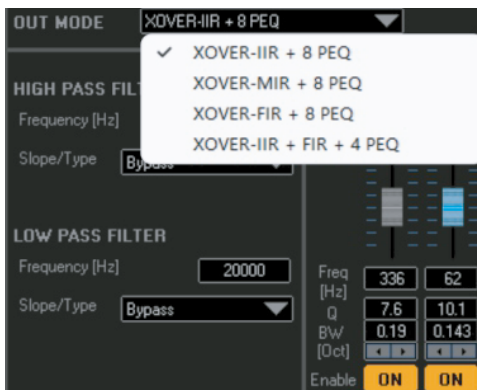 OUT MODE XOVER-IIR + 8 PEQ
✓ XOVER-IIR + 8 PEQ
XOVER-MIR + 8 PEQ
XOVER-FIR + 8 PEQ
XOVER-IIR + FIR + 4 PEQ
HIGH PASS FIL
Frequency [Hz]
Slope/Type Bypass
LOW PASS FILTER
Frequency [Hz] 20000
Slope/Type Bypass
Freq [Hz] 336 62
Q 7.6 10.1
BW [Oct] 0.19 0.143
Enable ON ON